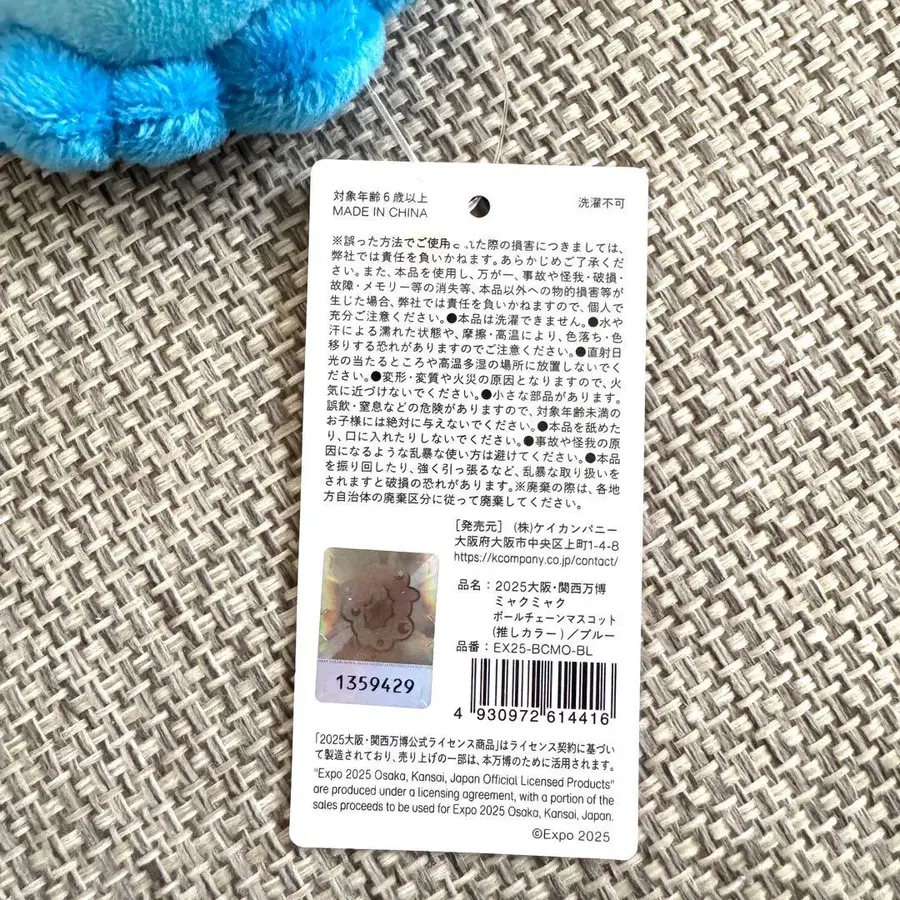 対象年齢6歳以上
MADE IN CHINA
洗濯不可
※誤った方法でご使用された際の損害につきましては、
弊社では責任を負いかねます。あらかじめご了承くだ
さい。また、本品を使用し、万が一、事故や怪我・破損・
故障・メモリー等の消失等、本品以外への物的損害等が
生じた場合、弊社では責任を負いかねますので、個人で
充分ご注意ください。●本品は洗濯できません。●水や
汗による濡れた状態や、摩擦・高温により、色落ち・色
移りする恐れがありますのでご注意ください。●直射日
光の当たるところや高温多湿の場所に放置しないでく
ださい。●変形・変質や火災の原因となりますので、火
気に近づけないでください。●小さな部品があります。
誤飲・窒息などの危険がありますので、対象年齢未満の
お子様には絶対に与えないでください。●本品を舐めた
り、口に入れたりしないでください。●事故や怪我の原
因になるような乱暴な使い方は避けてください。●本品
を振り回したり、強く引っ張るなど、乱暴な取り扱いを
されますと破損の恐れがあります。※廃棄の際は、各地
方自治体の廃棄区分に従って廃棄してください。
［発売元］（株）ケイカンパニー
大阪府大阪市中央区上町1-4-8
https://kcompany.co.jp/contact/
品名：2025大阪・関西万博
ミャクミャク
ボールチェーンマスコット
（推しカラー）／ブルー
品番：EX25-BCMO-BL
1359429
4 930972 614416
「2025大阪・関西万博公式ライセンス商品」はライセンス契約に基づい
て製造されており、売り上げの一部は、本万博のために活用されます。
"Expo 2025 Osaka, Kansai, Japan Official Licensed Products"
are produced under a licensing agreement, with a portion of the
sales proceeds to be used for Expo 2025 Osaka, Kansai, Japan.
©Expo 2025